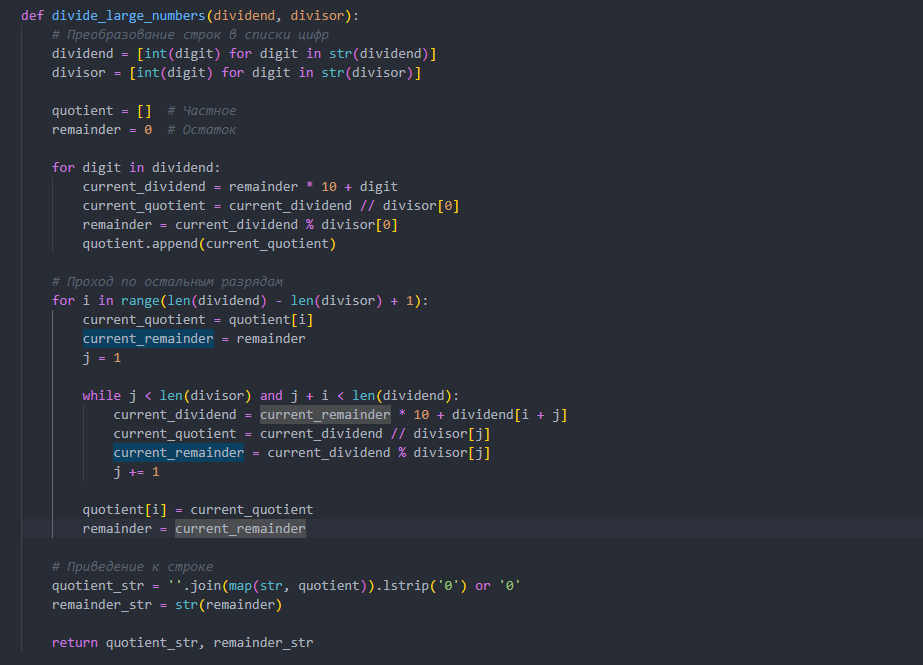 def divide_large_numbers(dividend, divisor):
    # Преобразование строк в списки цифр
    dividend = [int(digit) for digit in str(dividend)]
    divisor = [int(digit) for digit in str(divisor)]

    quotient = []  # Частное
    remainder = 0  # Остаток

    for digit in dividend:
        current_dividend = remainder * 10 + digit
        current_quotient = current_dividend // divisor[0]
        remainder = current_dividend % divisor[0]
        quotient.append(current_quotient)

    # Проход по остальным разрядам
    for i in range(len(dividend) - len(divisor) + 1):
        current_quotient = quotient[i]
        current_remainder = remainder
        j = 1

        while j < len(divisor) and j + i < len(dividend):
            current_dividend = current_remainder * 10 + dividend[i + j]
            current_quotient = current_dividend // divisor[j]
            current_remainder = current_dividend % divisor[j]
            j += 1

        quotient[i] = current_quotient
        remainder = current_remainder

    # Приведение к строке
    quotient_str = ''.join(map(str, quotient)).lstrip('0') or '0'
    remainder_str = str(remainder)

    return quotient_str, remainder_str